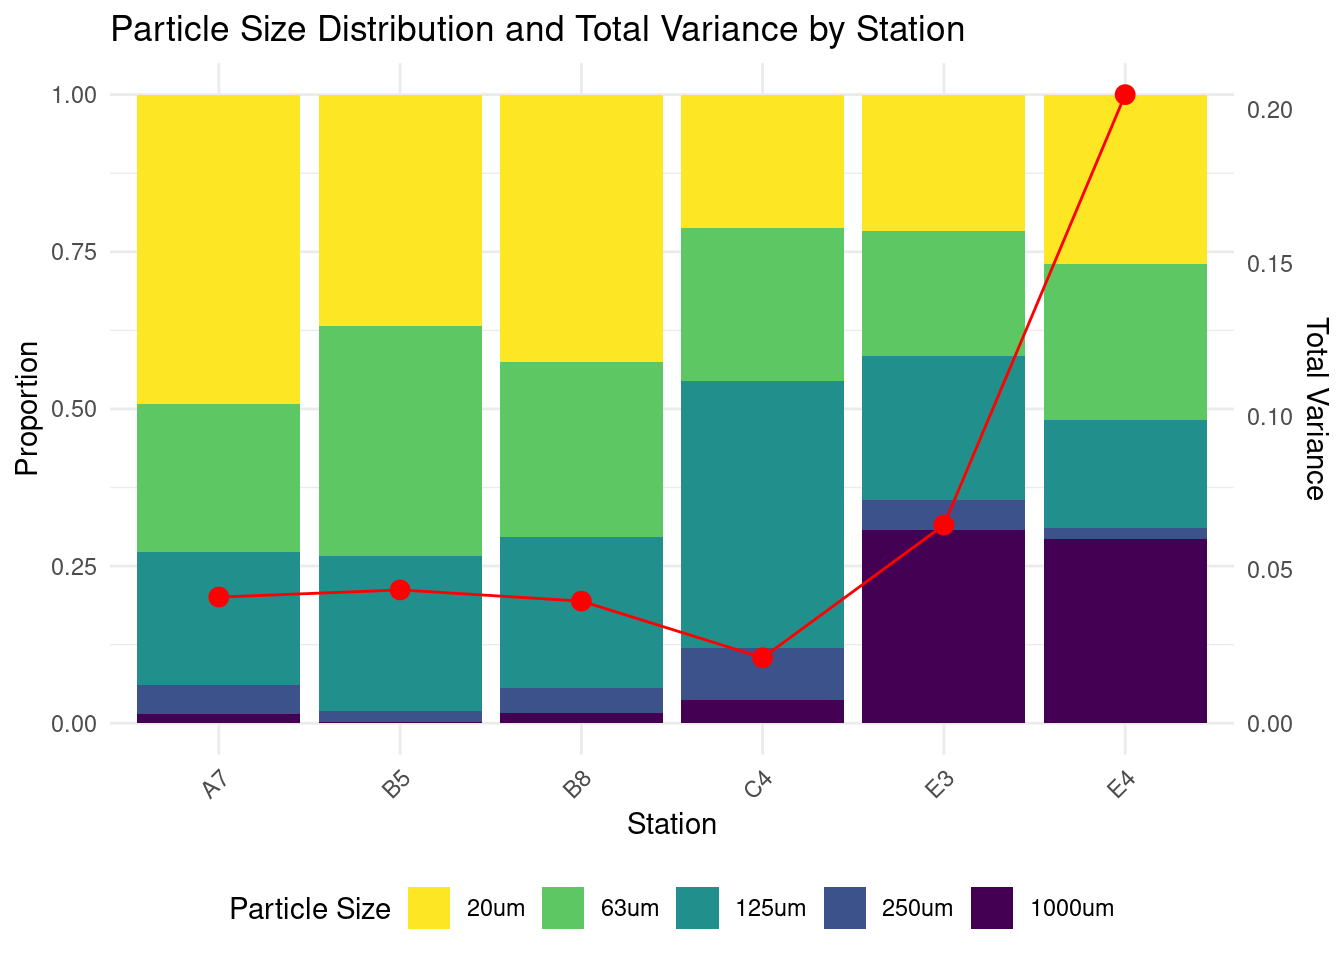 Particle Size Distribution and Total Variance by Station
1.00
0.75
0.50
0.25
0.00
Proportion
0.20
0.15
0.10
0.05
0.00
Total Variance
A7
B5
B8
C4
E3
E4
Station
Particle Size 20um 63um 125um 250um 1000um